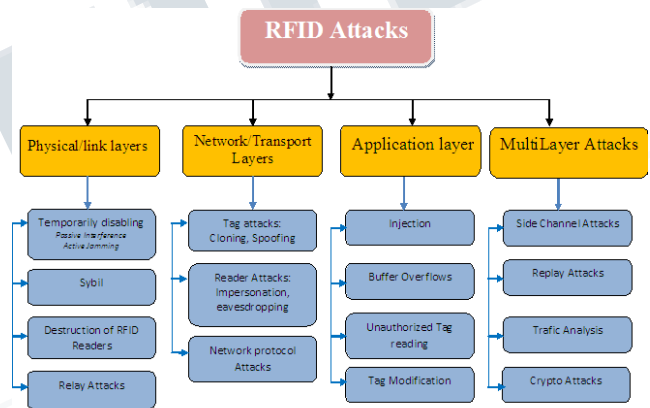 RFID Attacks
Physical/link layers
Network/Transport
Layers
Application layer
MultiLayer Attacks
Temporarily disabling
Passive Interference
Active Jamming
Sybil
Destruction of RFID
Readers
Relay Attacks
Tag attacks:
Cloning, Spoofing
Reader Attacks:
Impersonation,
eavesdropping
Network protocol
Attacks
Injection
Buffer Overflows
Unauthorized Tag
reading
Tag Modification
Side Channel Attacks
Replay Attacks
Trafic Analysis
Crypto Attacks